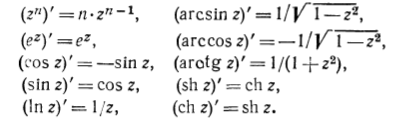 (zⁿ)′ = n·zⁿ⁻¹, (arcsin z)′ = 1/√1−z²,
(eᶻ)′ = eᶻ, (arccos z)′ = −1/√1−z²,
(cos z)′ = −sin z, (arctg z)′ = 1/(1+z²),
(sin z)′ = cos z, (sh z)′ = ch z,
(ln z)′ = 1/z, (ch z)′ = sh z.